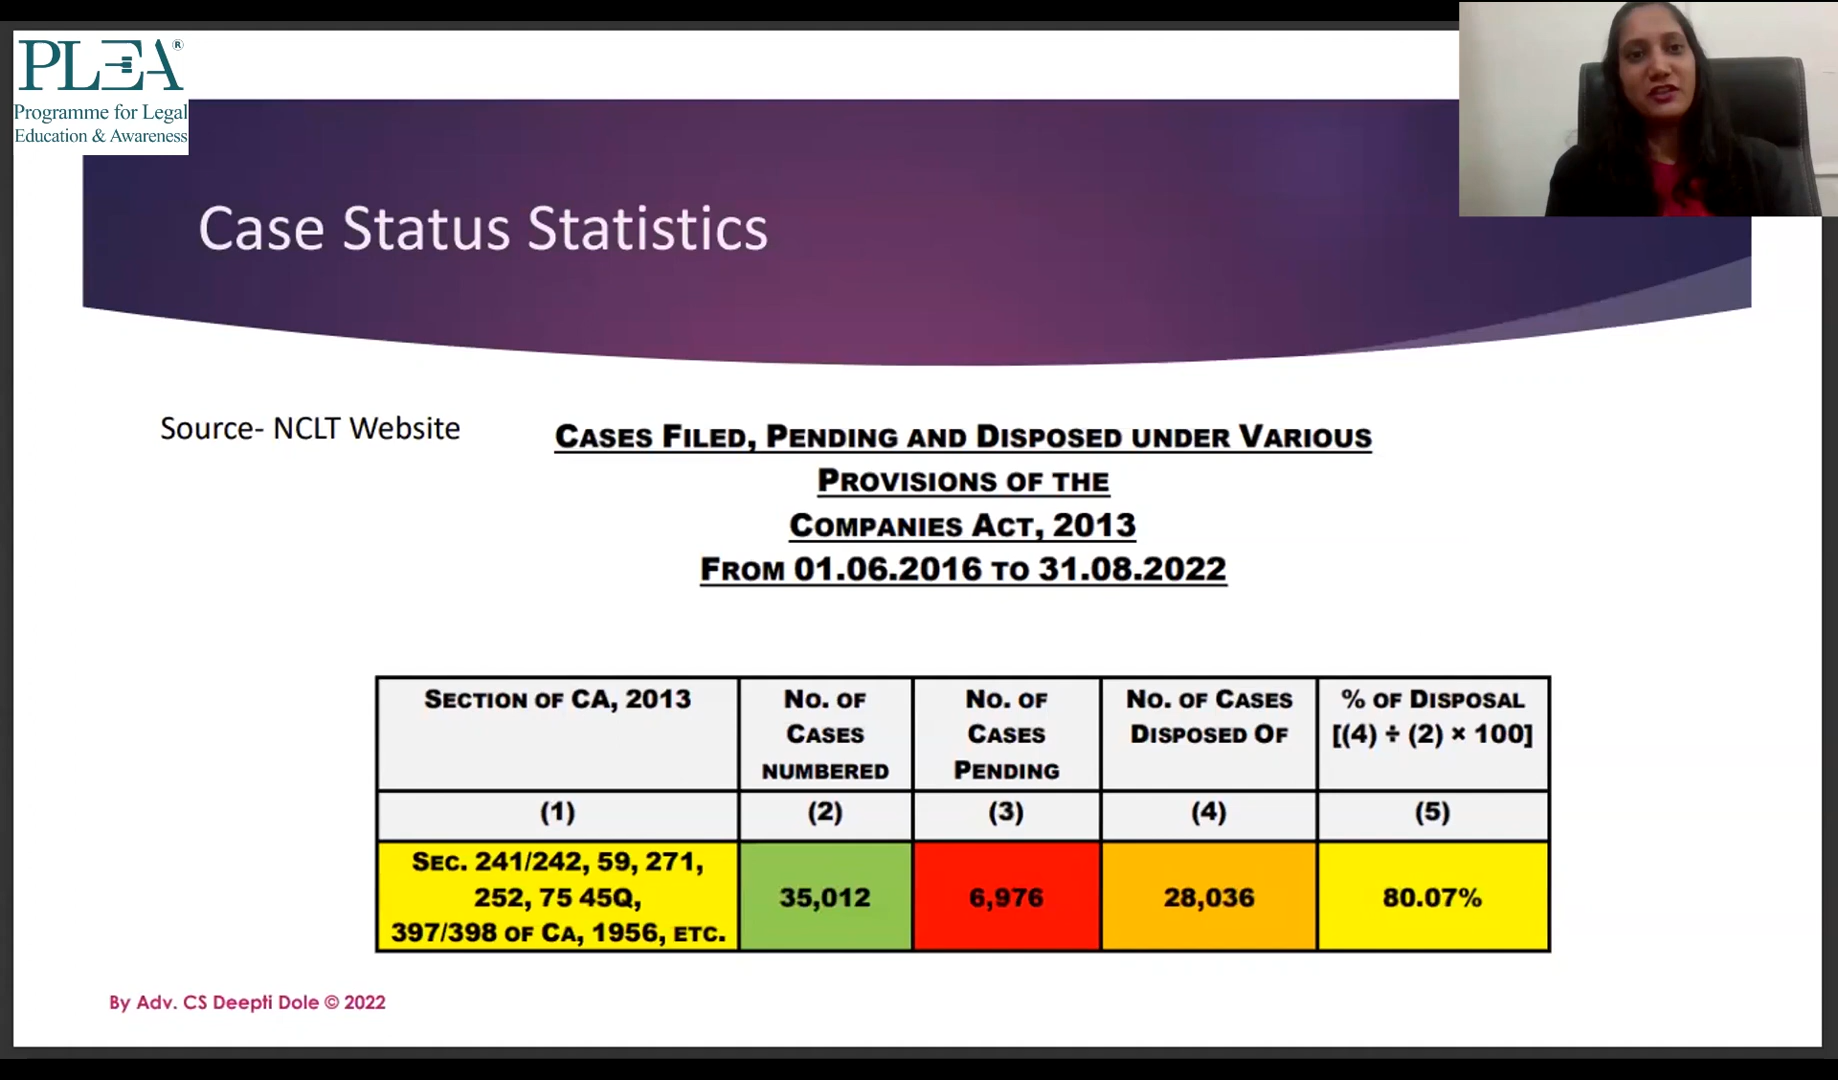 PLEA®
Programme for Legal
Education & Awareness
Case Status Statistics
Source- NCLT Website
CASES FILED, PENDING AND DISPOSED UNDER VARIOUS
PROVISIONS OF THE
COMPANIES ACT, 2013
FROM 01.06.2016 TO 31.08.2022
SECTION OF CA, 2013
NO. OF
CASES
NUMBERED
NO. OF
CASES
PENDING
NO. OF CASES
DISPOSED OF
% OF DISPOSAL
[(4) ÷ (2) × 100]
(1)
(2)
(3)
(4)
(5)
SEC. 241/242, 59, 271,
252, 75 45Q,
397/398 OF CA, 1956, ETC.
35,012
6,976
28,036
80.07%
By Adv. CS Deepti Dole © 2022